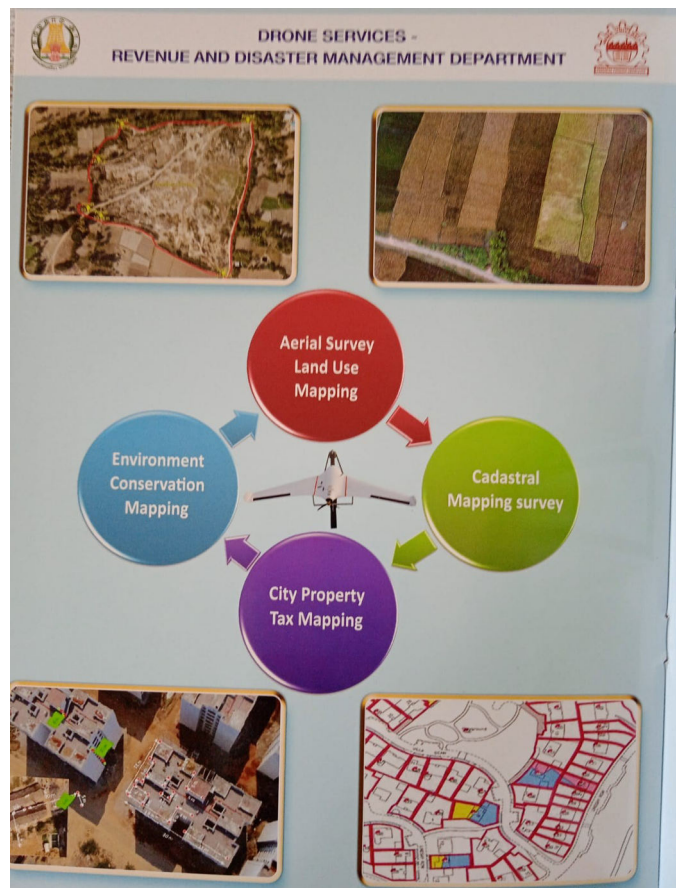 DRONE SERVICES -
REVENUE AND DISASTER MANAGEMENT DEPARTMENT
Aerial Survey
Land Use
Mapping
Environment
Conservation
Mapping
Cadastral
Mapping survey
City Property
Tax Mapping